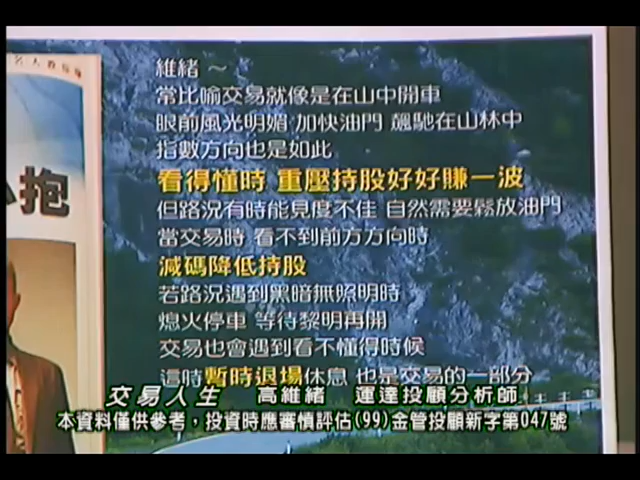 維緒～
常比喻交易就像是在山中開車
眼前風光明媚 加快油門 飆馳在山林中
指數方向也是如此
看得懂時 重壓持股好好賺一波
但路況有時能見度不佳 自然需要鬆放油門
當交易時 看不到前方方向時
減碼降低持股
若路況遇到黑暗無照明時
熄火停車 等待黎明再開
交易也會遇到看不懂得時候
這時暫時退場休息 也是交易的一部分
抱
交易人生 高維緒 運達投顧分析師
本資料僅供參考，投資時應審慎評估(99)金管投顧新字第047號